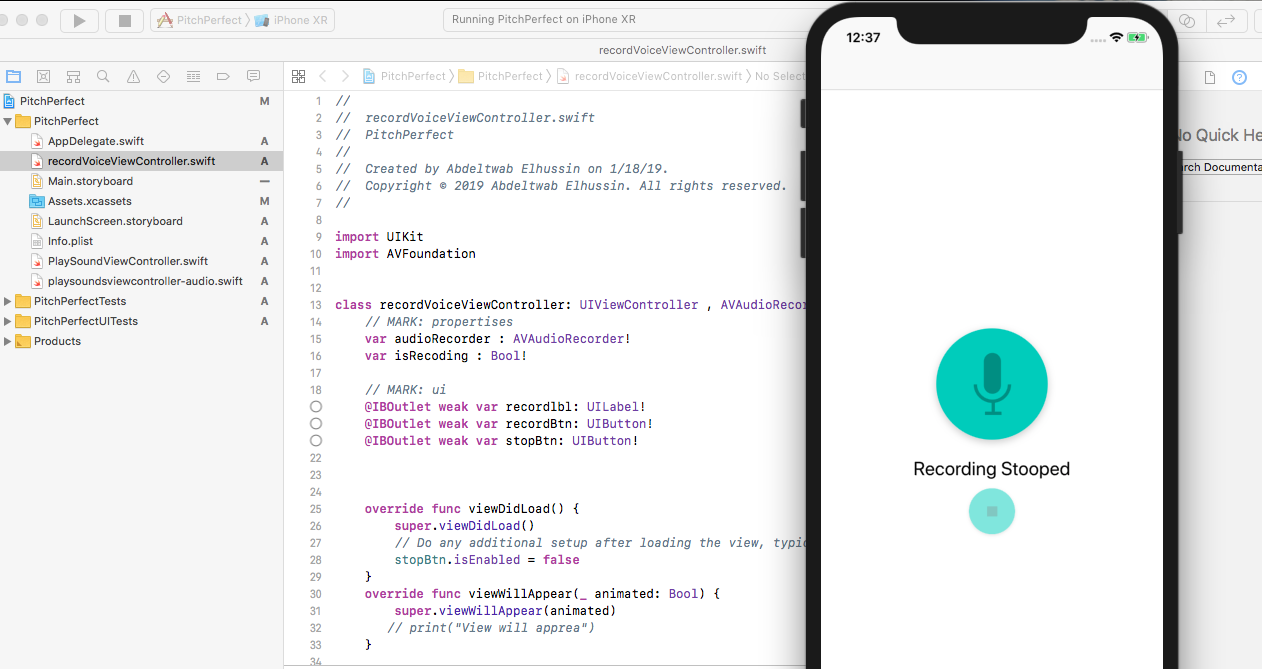 PitchPerfect
iPhone XR
Running PitchPerfect on iPhone XR
recordVoiceViewController.swift
PitchPerfect
PitchPerfect
recordVoiceViewController.swift
No Select
PitchPerfect M
PitchPerfect
AppDelegate.swift A
recordVoiceViewController.swift A
Main.storyboard —
Assets.xcassets M
LaunchScreen.storyboard A
Info.plist A
PlaySoundViewController.swift A
playsoundsviewcontroller-audio.swift A
PitchPerfectTests A
PitchPerfectUITests A
Products
1 //
2 // recordVoiceViewController.swift
3 // PitchPerfect
4 //
5 // Created by Abdeltwab Elhussin on 1/18/19.
6 // Copyright © 2019 Abdeltwab Elhussin. All rights reserved.
7 //
8
9 import UIKit
10 import AVFoundation
11
12
13 class recordVoiceViewController: UIViewController , AVAudioRecor
14 // MARK: propertises
15 var audioRecorder : AVAudioRecorder!
16 var isRecoding : Bool!
17
18 // MARK: ui
@IBOutlet weak var recordlbl: UILabel!
@IBOutlet weak var recordBtn: UIButton!
@IBOutlet weak var stopBtn: UIButton!
22
23
24
25 override func viewDidLoad() {
26 super.viewDidLoad()
27 // Do any additional setup after loading the view, typic
28 stopBtn.isEnabled = false
29 }
30 override func viewWillAppear(_ animated: Bool) {
31 super.viewWillAppear(animated)
32 // print("View will apprea")
33 }
34
12:37
Recording Stooped
No Quick He
rch Documenta